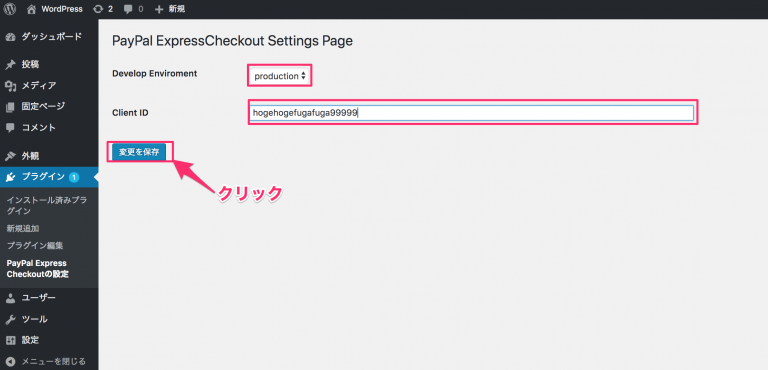 WordPress 2 0 新規
ダッシュボード
投稿
メディア
固定ページ
コメント
外観
プラグイン 1
インストール済みプラ
グイン
新規追加
プラグイン編集
PayPal Express
Checkoutの設定
ユーザー
ツール
設定
メニューを閉じる
PayPal ExpressCheckout Settings Page
Develop Enviroment
production
Client ID
hogehogefugafuga99999
変更を保存
クリック